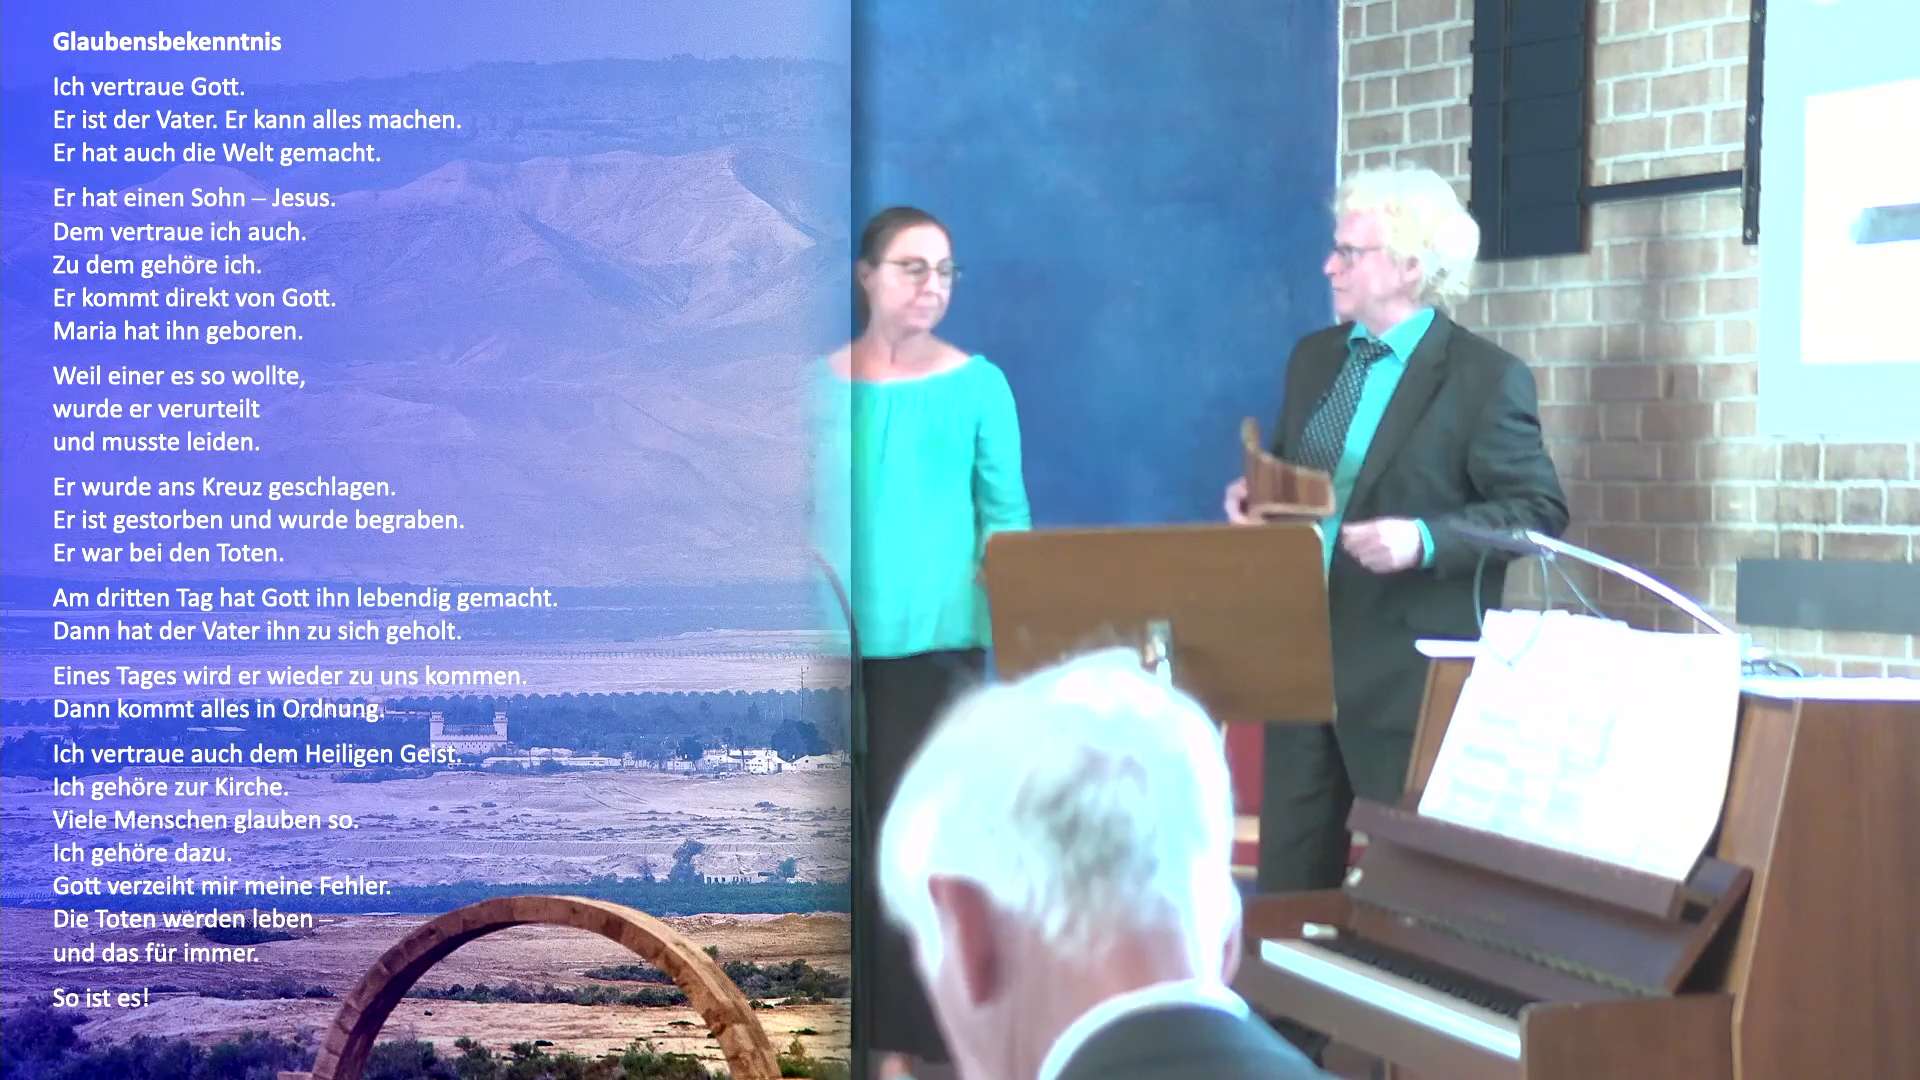 Glaubensbekenntnis
Ich vertraue Gott.
Er ist der Vater. Er kann alles machen.
Er hat auch die Welt gemacht.
Er hat einen Sohn – Jesus.
Dem vertraue ich auch.
Zu dem gehöre ich.
Er kommt direkt von Gott.
Maria hat ihn geboren.
Weil einer es so wollte,
wurde er verurteilt
und musste leiden.
Er wurde ans Kreuz geschlagen.
Er ist gestorben und wurde begraben.
Er war bei den Toten.
Am dritten Tag hat Gott ihn lebendig gemacht.
Dann hat der Vater ihn zu sich geholt.
Eines Tages wird er wieder zu uns kommen.
Dann kommt alles in Ordnung.
Ich vertraue auch dem Heiligen Geist.
Ich gehöre zur Kirche.
Viele Menschen glauben so.
Ich gehöre dazu.
Gott verzeiht mir meine Fehler.
Die Toten werden leben –
und das für immer.
So ist es!